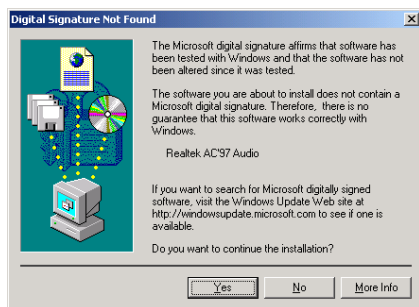 Digital Signature Not Found
The Microsoft digital signature affirms that software has
been tested with Windows and that the software has not
been altered since it was tested.
The software you are about to install does not contain a
Microsoft digital signature. Therefore, there is no
guarantee that this software works correctly with
Windows.
Realtek AC'97 Audio
If you want to search for Microsoft digitally signed
software, visit the Windows Update Web site at
http://windowsupdate.microsoft.com to see if one is
available.
Do you want to continue the installation?
Yes No More Info